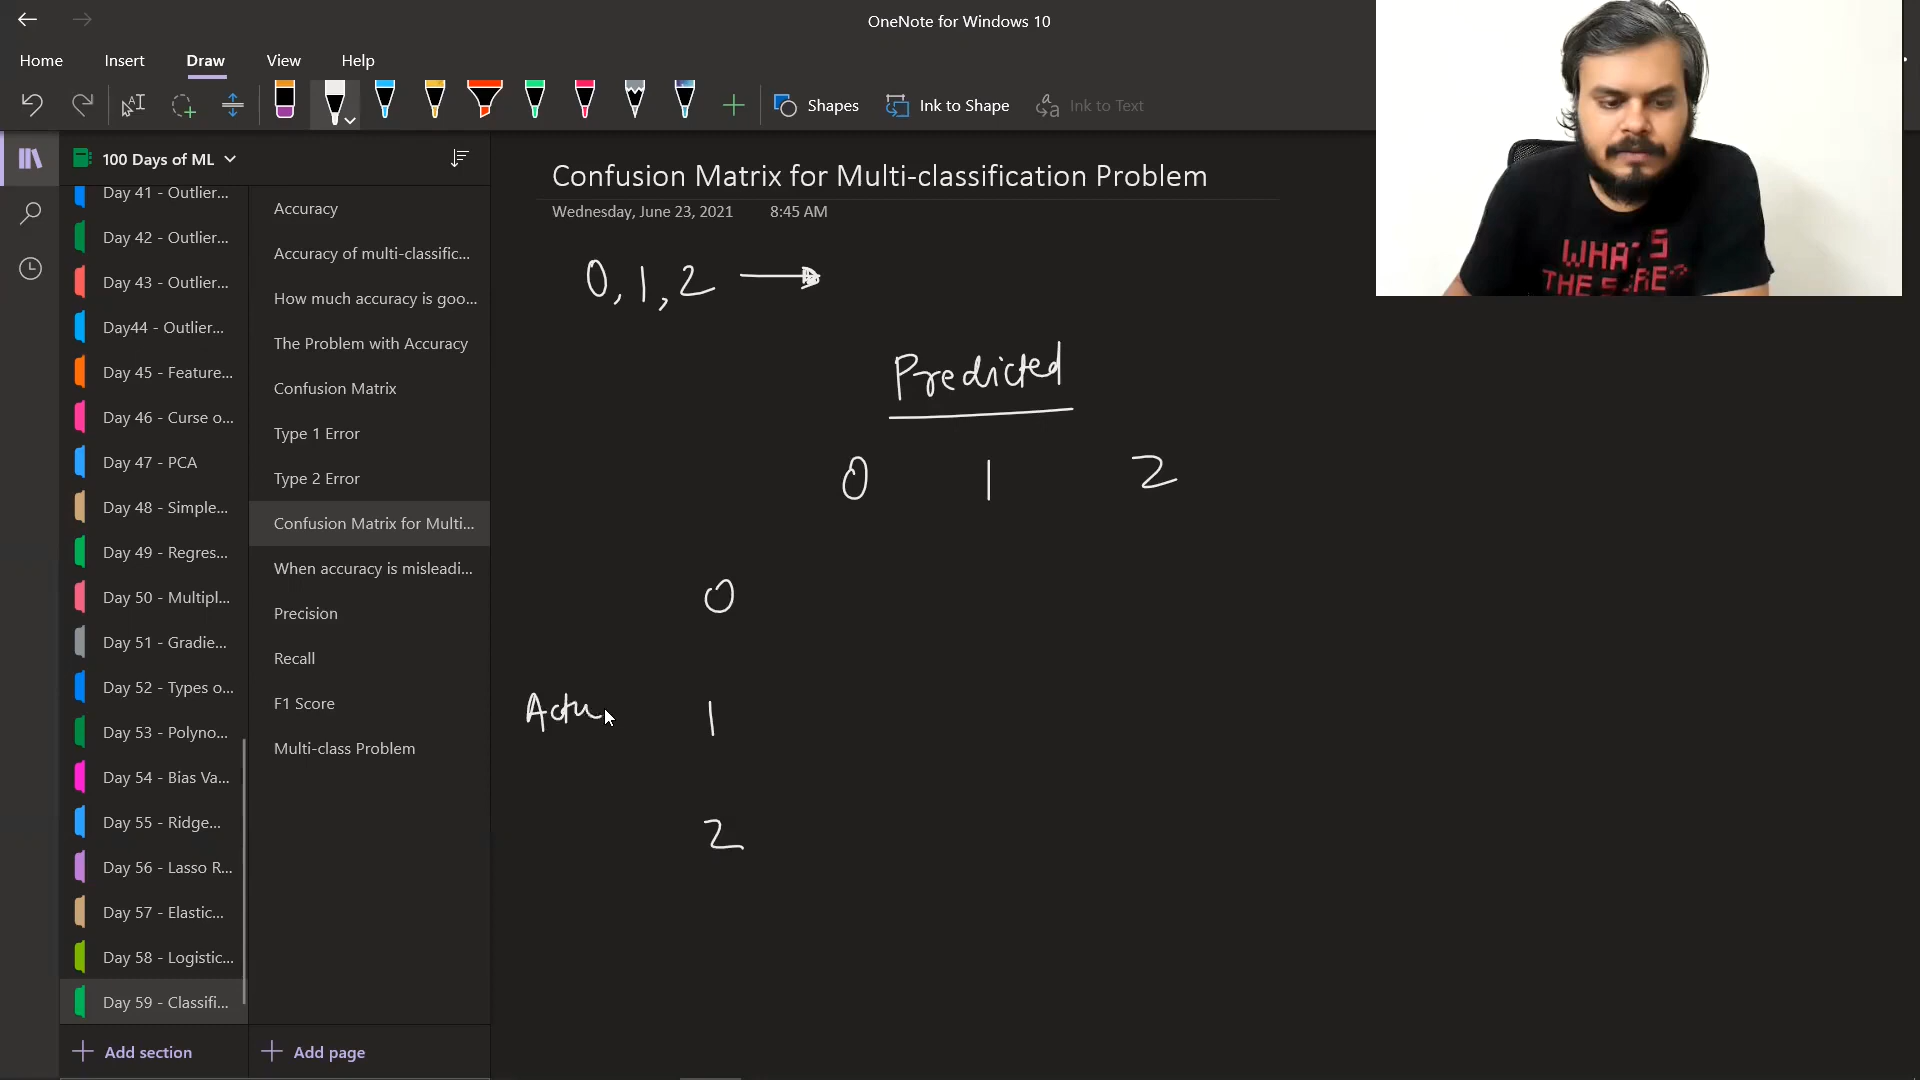 OneNote for Windows 10
Home Insert Draw View Help
Shapes Ink to Shape Ink to Text
100 Days of ML
Day 41 - Outlier...
Day 42 - Outlier...
Day 43 - Outlier...
Day44 - Outlier...
Day 45 - Feature...
Day 46 - Curse o...
Day 47 - PCA
Day 48 - Simple...
Day 49 - Regres...
Day 50 - Multipl...
Day 51 - Gradie...
Day 52 - Types o...
Day 53 - Polyno...
Day 54 - Bias Va...
Day 55 - Ridge...
Day 56 - Lasso R...
Day 57 - Elastic...
Day 58 - Logistic...
Day 59 - Classifi...
Add section
Accuracy
Accuracy of multi-classific...
How much accuracy is goo...
The Problem with Accuracy
Confusion Matrix
Type 1 Error
Type 2 Error
Confusion Matrix for Multi...
When accuracy is misleadi...
Precision
Recall
F1 Score
Multi-class Problem
Add page
Confusion Matrix for Multi-classification Problem
Wednesday, June 23, 2021 8:45 AM
0, 1, 2
Predicted
0 1 2
0
Actu 1
2
WHAT'S
THE